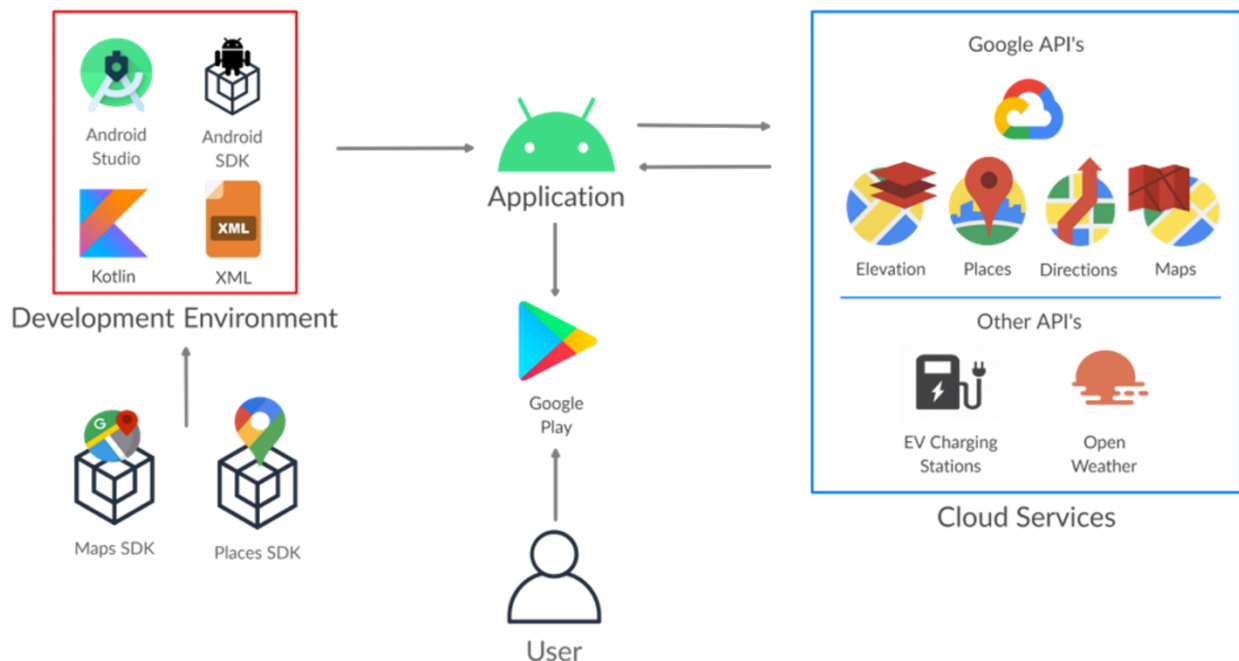 Android
Studio
Android
SDK
Kotlin
XML
XML
Development Environment
G
Maps SDK
Places SDK
Application
Google
Play
User
Google API's
Elevation
Places
Directions
Maps
Other API's
EV Charging
Stations
Open
Weather
Cloud Services